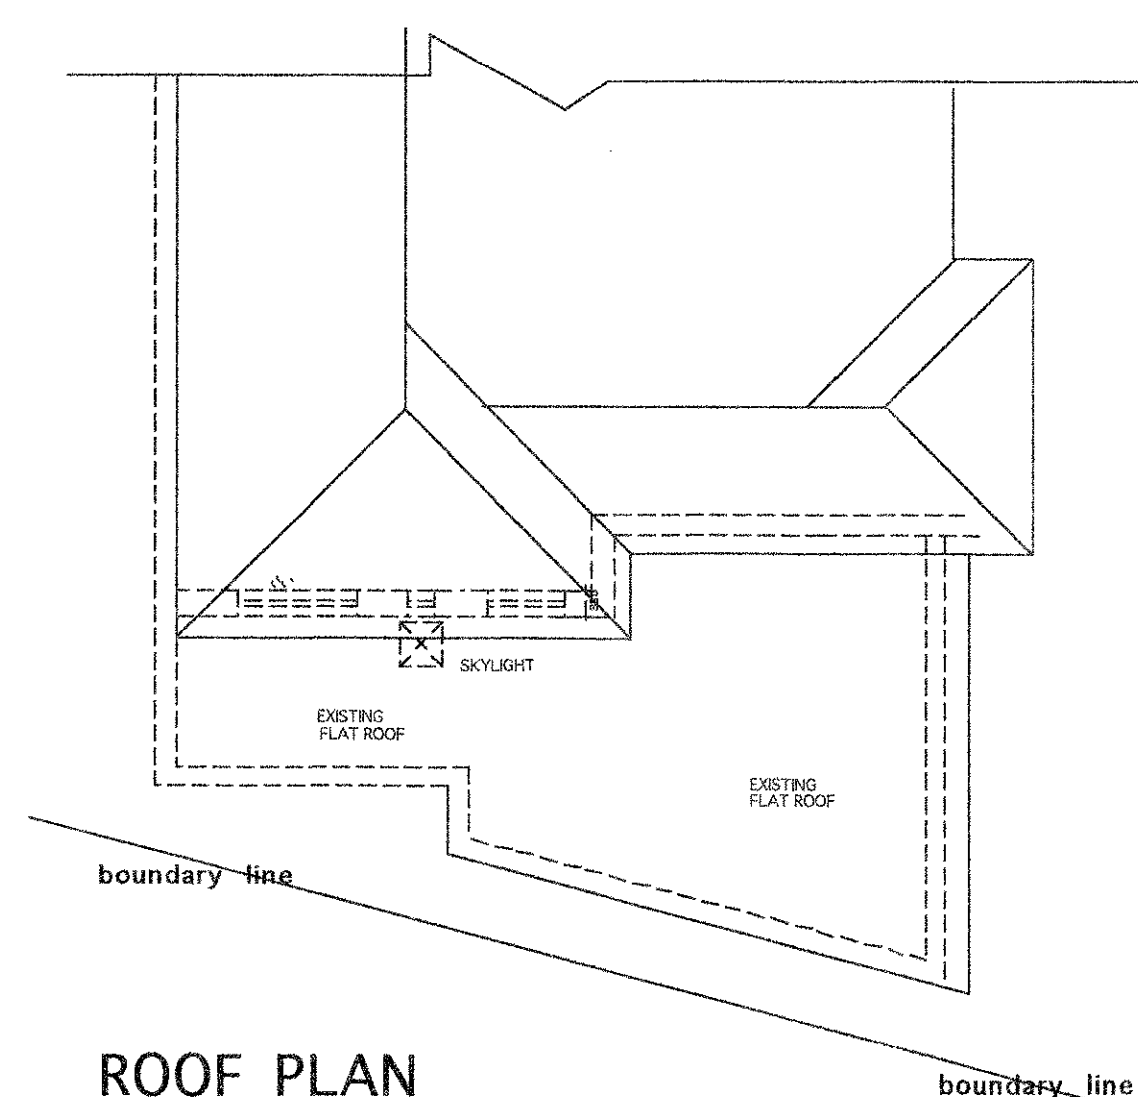 SKYLIGHT
EXISTING
FLAT ROOF
EXISTING
FLAT ROOF
boundary line
ROOF PLAN
boundary line